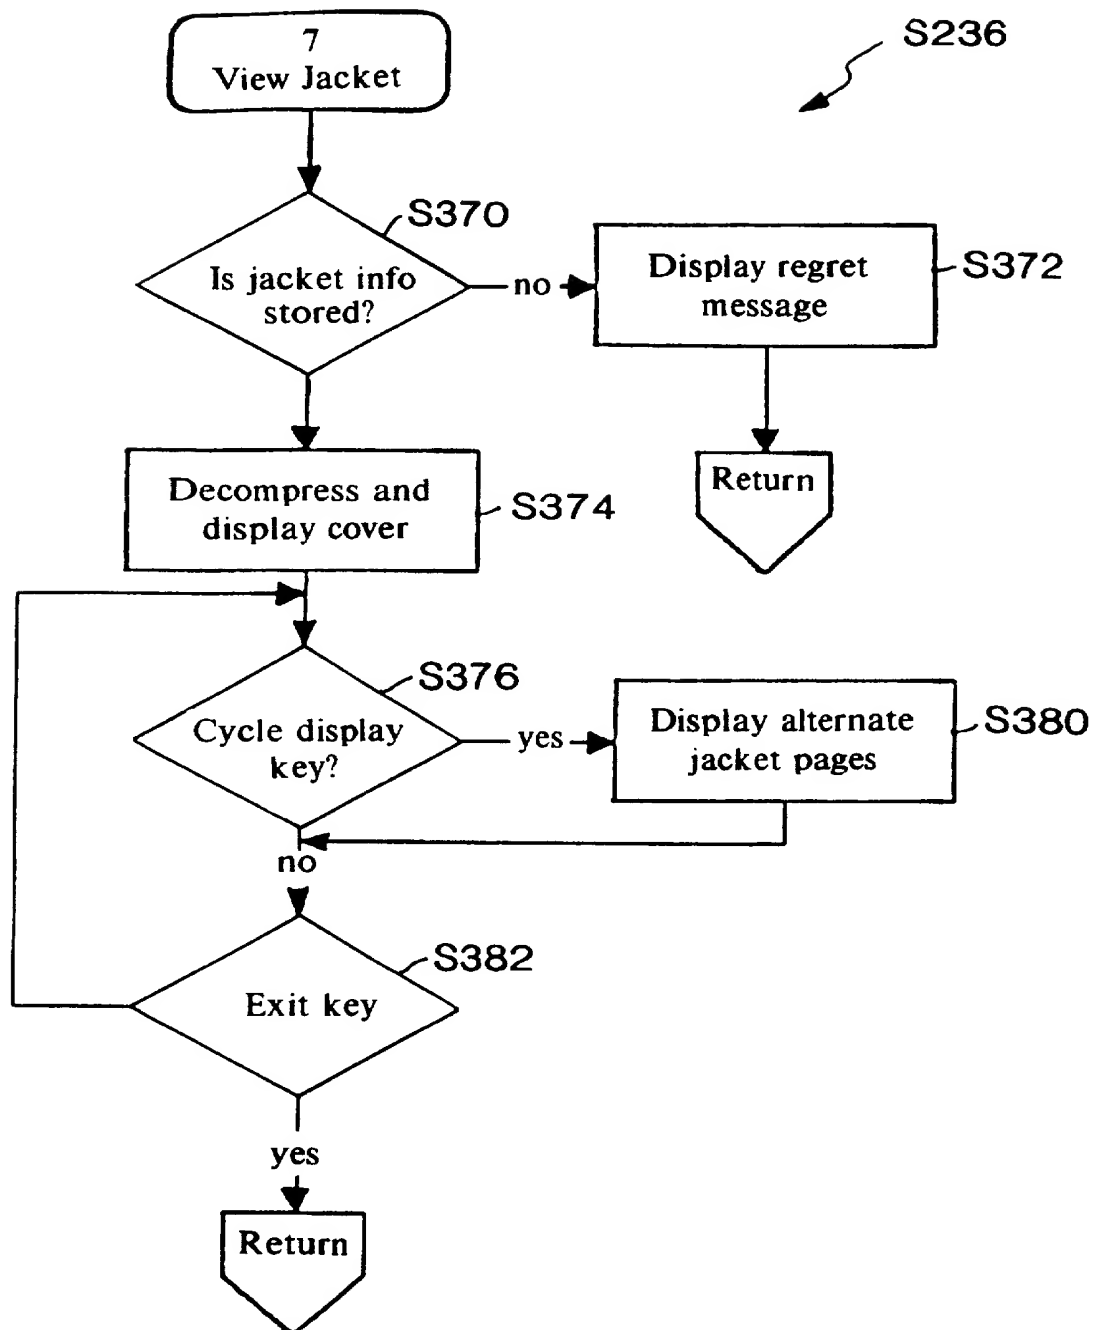 7
View Jacket
S236
S370
Is jacket info
stored?
no
Display regret
message
S372
Return
Decompress and
display cover
S374
S376
Cycle display
key?
yes
Display alternate
jacket pages
S380
no
S382
Exit key
yes
Return